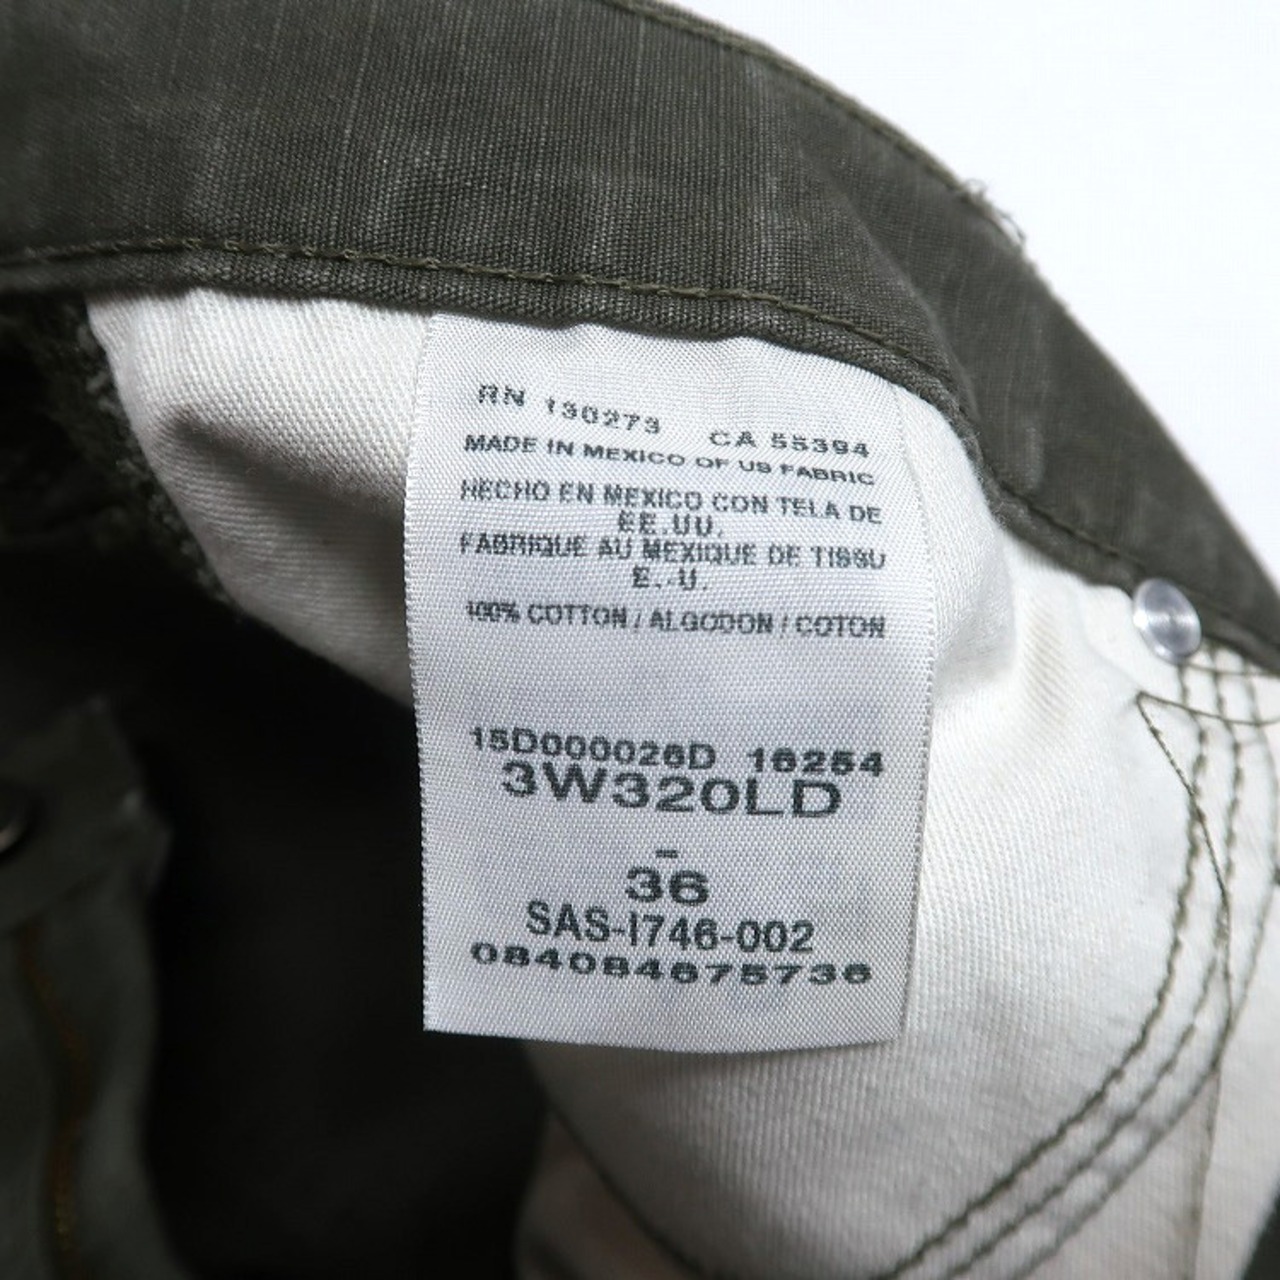 RN 130273 CA 55394
MADE IN MEXICO OF US FABRIC
HECHO EN MEXICO CON TELA DE
EE.UU.
FABRIQUE AU MEXIQUE DE TISSU
E.-U.
100% COTTON / ALGODON / COTON
15D000026D 16254
3W320LD
-
36
SAS-I746-002
084084675736